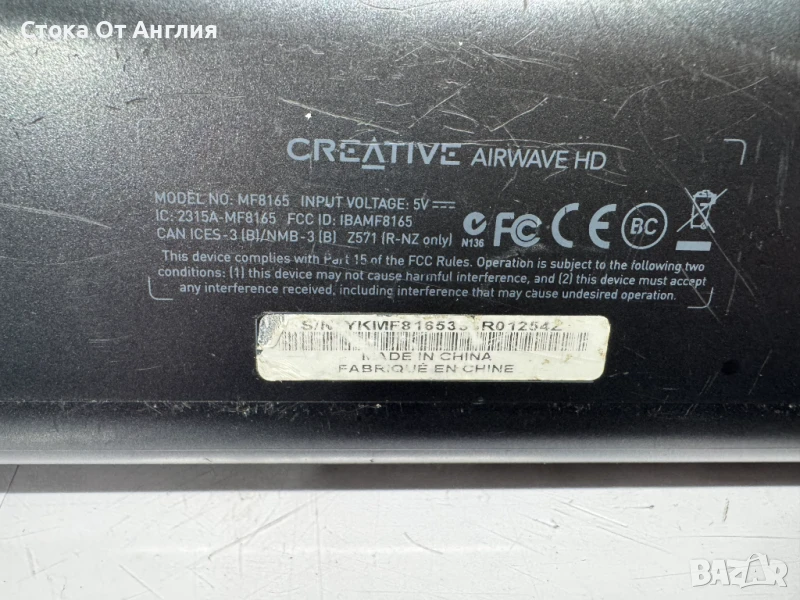 Стока От Англия
CREATIVE AIRWAVE HD
MODEL NO: MF8165 INPUT VOLTAGE: 5V
IC: 2315A-MF8165 FCC ID: IBAMF8165
CAN ICES-3 (B)/NMB-3 (B) Z571 (R-NZ only)
N136 FC CE BC
This device complies with Part 15 of the FCC Rules. Operation is subject to the following two
conditions: (1) this device may not cause harmful interference, and (2) this device must accept
any interference received, including interference that may cause undesired operation.
S/N
MADE IN CHINA
FABRIQUÉ EN CHINE
BAZAR